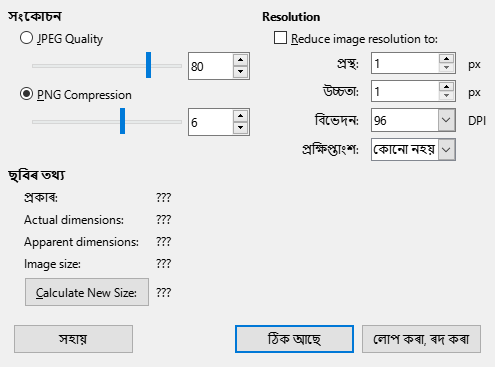 সংকোচন
JPEG Quality
80
PNG Compression
6
Resolution
Reduce image resolution to:
প্ৰস্থ: 1 px
উচ্চতা: 1 px
বিভেদন: 96 DPI
প্ৰক্ষিপ্তাংশ: কোনো নহয়
ছবিৰ তথ্য
প্ৰকাৰ: ???
Actual dimensions: ???
Apparent dimensions: ???
Image size: ???
Calculate New Size: ???
সহায়
ঠিক আছে
লোপ কৰা, ৰদ কৰা